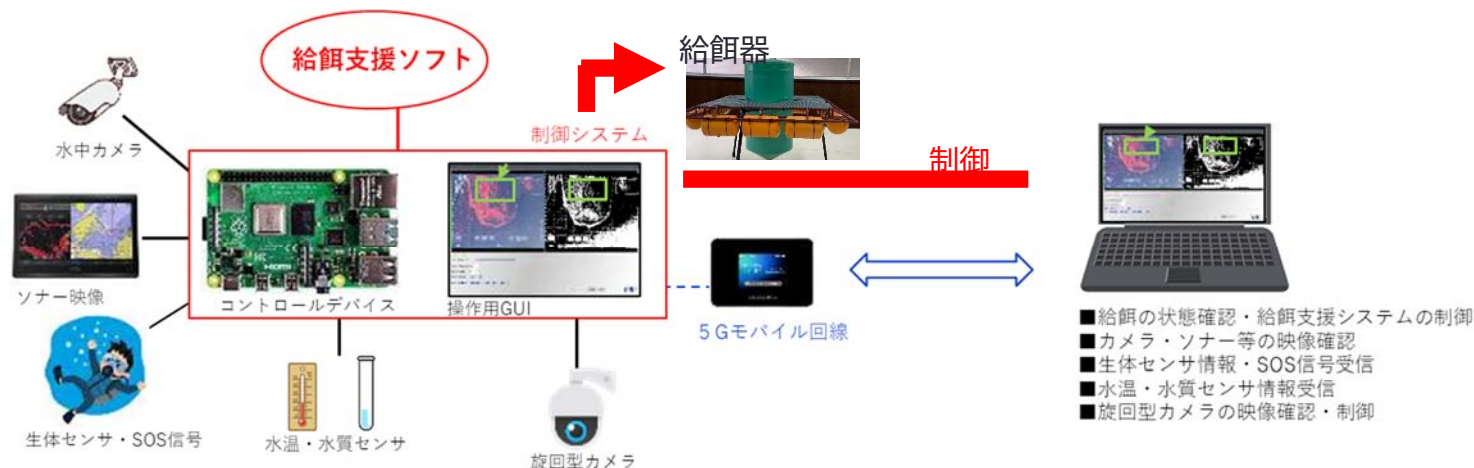 給餌支援ソフト
給餌器
制御システム
制御
水中カメラ
ソナー映像
コントロールデバイス
HDMI
操作用GUI
5Gモバイル回線
生体センサ・SOS信号
水温・水質センサ
旋回型カメラ
■給餌の状態確認・給餌支援システムの制御
■カメラ・ソナー等の映像確認
■生体センサ情報・SOS信号受信
■水温・水質センサ情報受信
■旋回型カメラの映像確認・制御